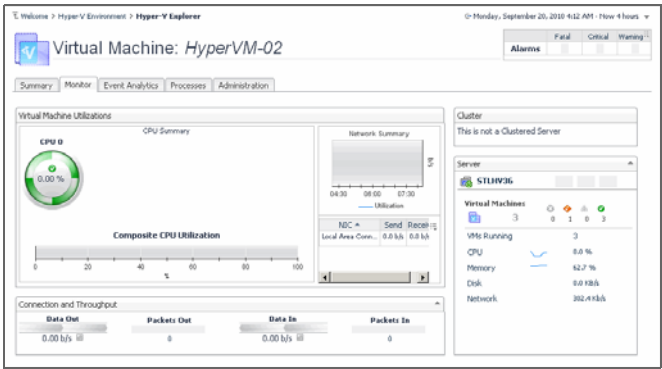 Welcome > Hyper-V Environment > Hyper-V Explorer
Monday, September 20, 2010 4:12 AM - Now 4 hours
Virtual Machine: HyperVM-02
Fatal Critical Warning
Alarms
Summary Monitor Event Analytics Processes Administration
Virtual Machine Utilizations
CPU Summary
CPU 0
0.00 %
Composite CPU Utilization
0 20 40 60 80 100
%
Network Summary
b/s
04:30 06:00 07:30
Utilization
NIC Send Receiv
Local Area Conn... 0.0 b/s 0.0 b/s
Connection and Throughput
Data Out Packets Out Data In Packets In
0.00 b/s 0 0.00 b/s 0
Cluster
This is not a Clustered Server
Server
STLHV36
Virtual Machines
3 0 1 0 3
VMs Running 3
CPU 0.0 %
Memory 62.7 %
Disk 0.0 KB/s
Network 302.4 Kb/s